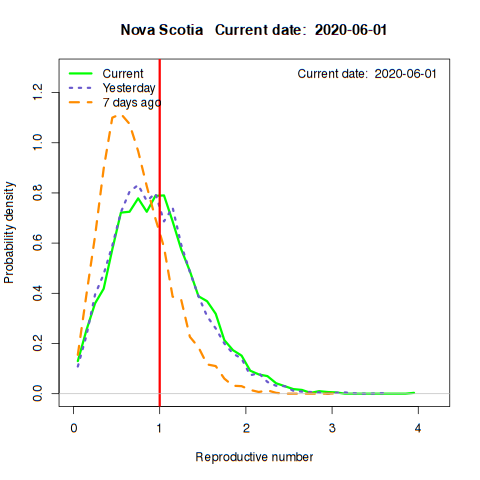 Nova Scotia   Current date:  2020-06-01
Current
Yesterday
7 days ago
Current date:  2020-06-01
Probability density
1.2
1.0
0.8
0.6
0.4
0.2
0.0
0 1 2 3 4
Reproductive number